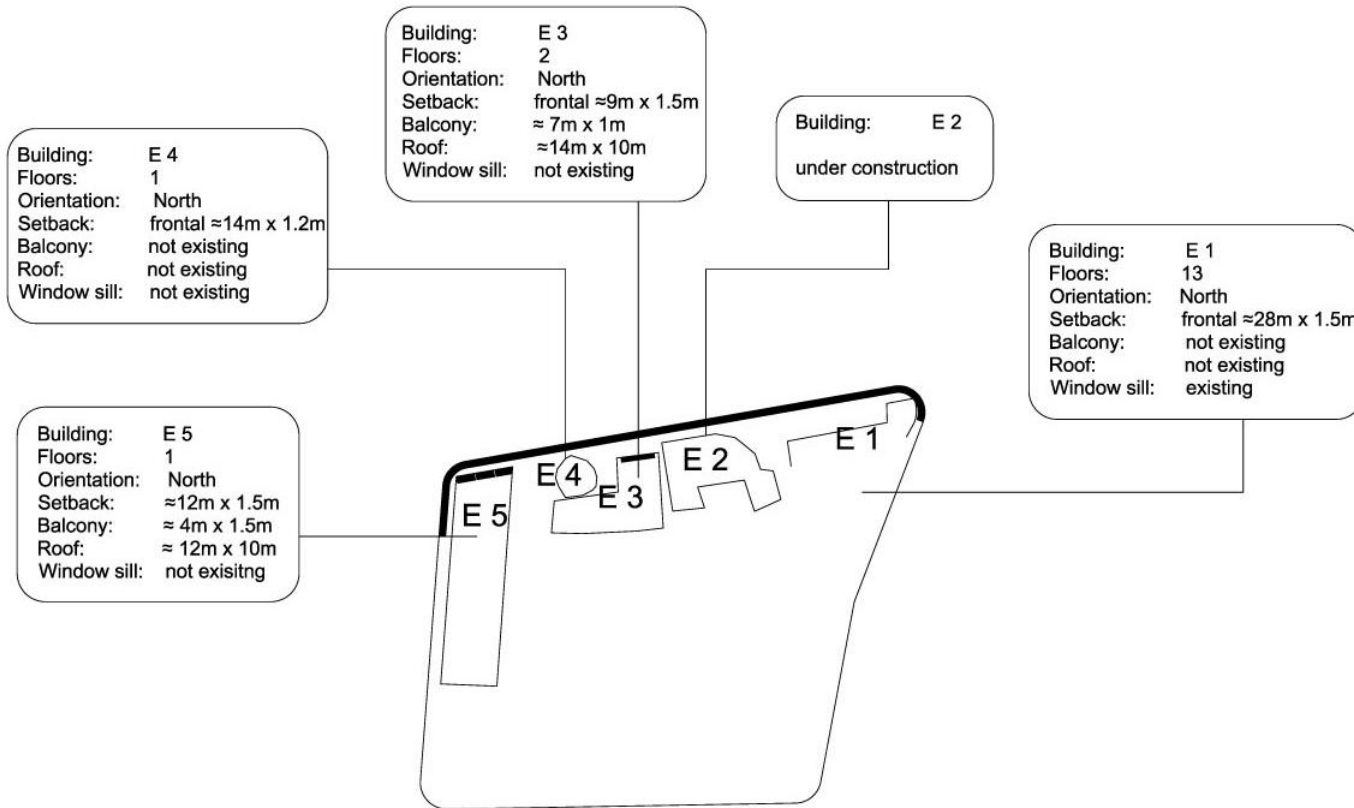 Building: E 3
Floors: 2
Orientation: North
Setback: frontal ≈9m x 1.5m
Balcony: ≈ 7m x 1m
Roof: ≈14m x 10m
Window sill: not existing
Building: E 2
under construction
Building: E 4
Floors: 1
Orientation: North
Setback: frontal ≈14m x 1.2m
Balcony: not existing
Roof: not existing
Window sill: not existing
Building: E 1
Floors: 13
Orientation: North
Setback: frontal ≈28m x 1.5m
Balcony: not existing
Roof: not existing
Window sill: existing
Building: E 5
Floors: 1
Orientation: North
Setback: ≈12m x 1.5m
Balcony: ≈ 4m x 1.5m
Roof: ≈ 12m x 10m
Window sill: not exisitng
E 1
E 2
E 4
E 3
E 5